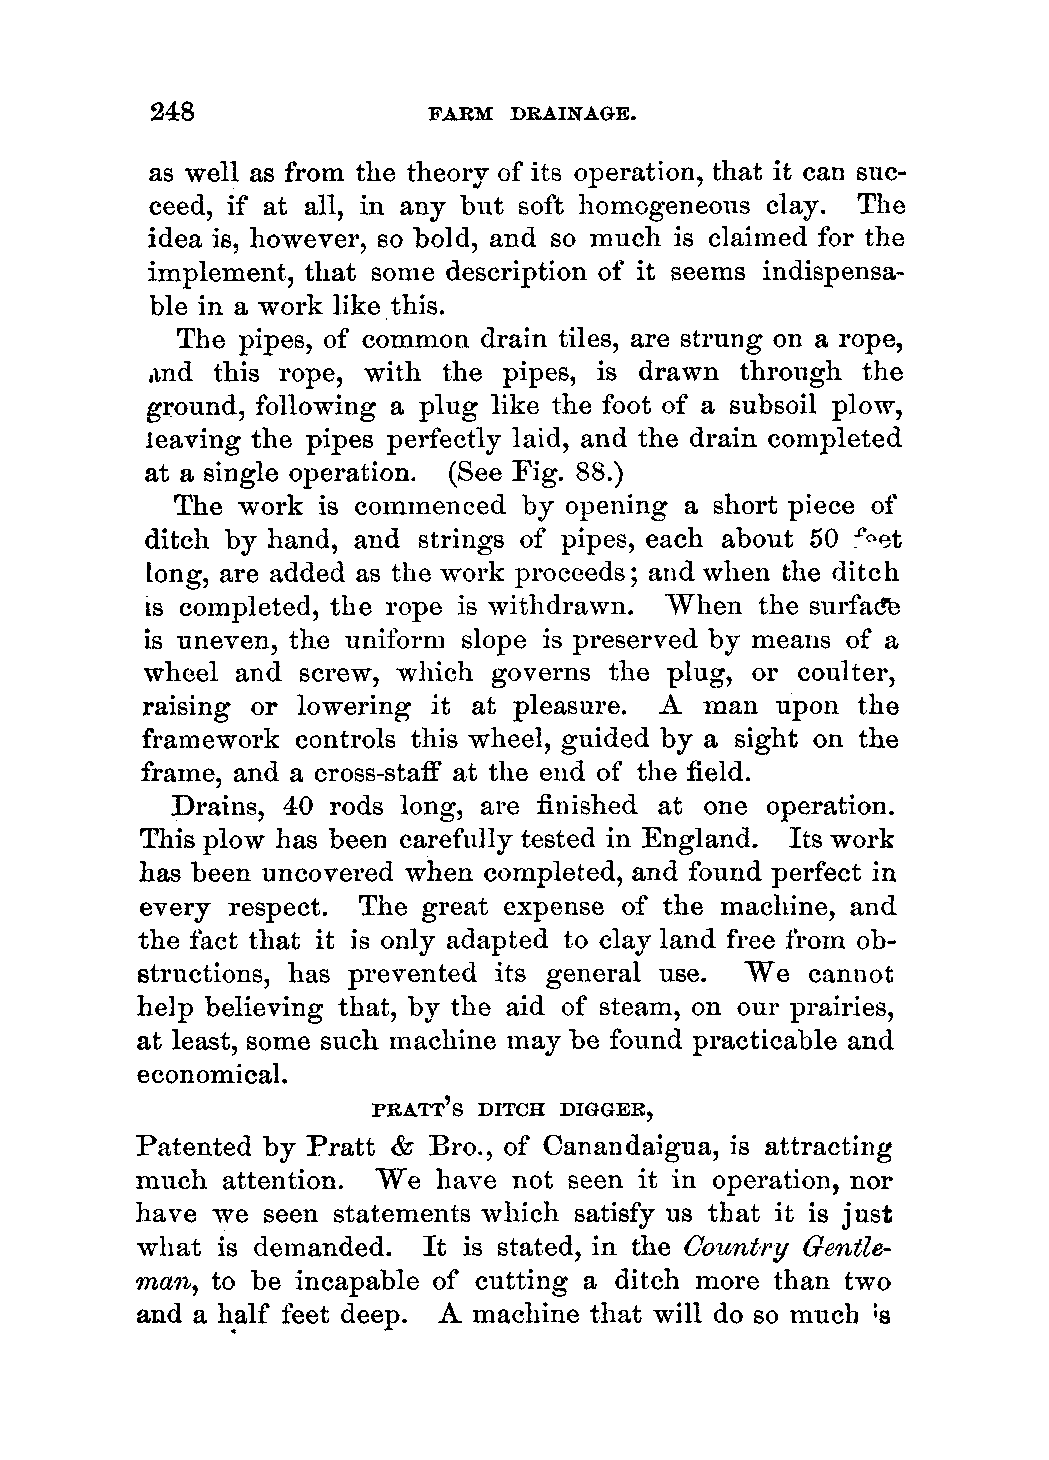 248 FARM DRAINAGE.
as well as from the theory of its operation, that it can suc-
ceed, if at all, in any but soft homogeneous clay. The
idea is, however, so bold, and so much is claimed for the
implement, that some description of it seems indispensa-
ble in a work like this.
The pipes, of common drain tiles, are strung on a rope,
and this rope, with the pipes, is drawn through the
ground, following a plug like the foot of a subsoil plow,
leaving the pipes perfectly laid, and the drain completed
at a single operation. (See Fig. 88.)
The work is commenced by opening a short piece of
ditch by hand, and strings of pipes, each about 50 feet
long, are added as the work proceeds; and when the ditch
is completed, the rope is withdrawn. When the surface
is uneven, the uniform slope is preserved by means of a
wheel and screw, which governs the plug, or coulter,
raising or lowering it at pleasure. A man upon the
framework controls this wheel, guided by a sight on the
frame, and a cross-staff at the end of the field.
Drains, 40 rods long, are finished at one operation.
This plow has been carefully tested in England. Its work
has been uncovered when completed, and found perfect in
every respect. The great expense of the machine, and
the fact that it is only adapted to clay land free from ob-
structions, has prevented its general use. We cannot
help believing that, by the aid of steam, on our prairies,
at least, some such machine may be found practicable and
economical.
PRATT'S DITCH DIGGER,
Patented by Pratt & Bro., of Canandaigua, is attracting
much attention. We have not seen it in operation, nor
have we seen statements which satisfy us that it is just
what is demanded. It is stated, in the Country Gentle-
man, to be incapable of cutting a ditch more than two
and a half feet deep. A machine that will do so much is